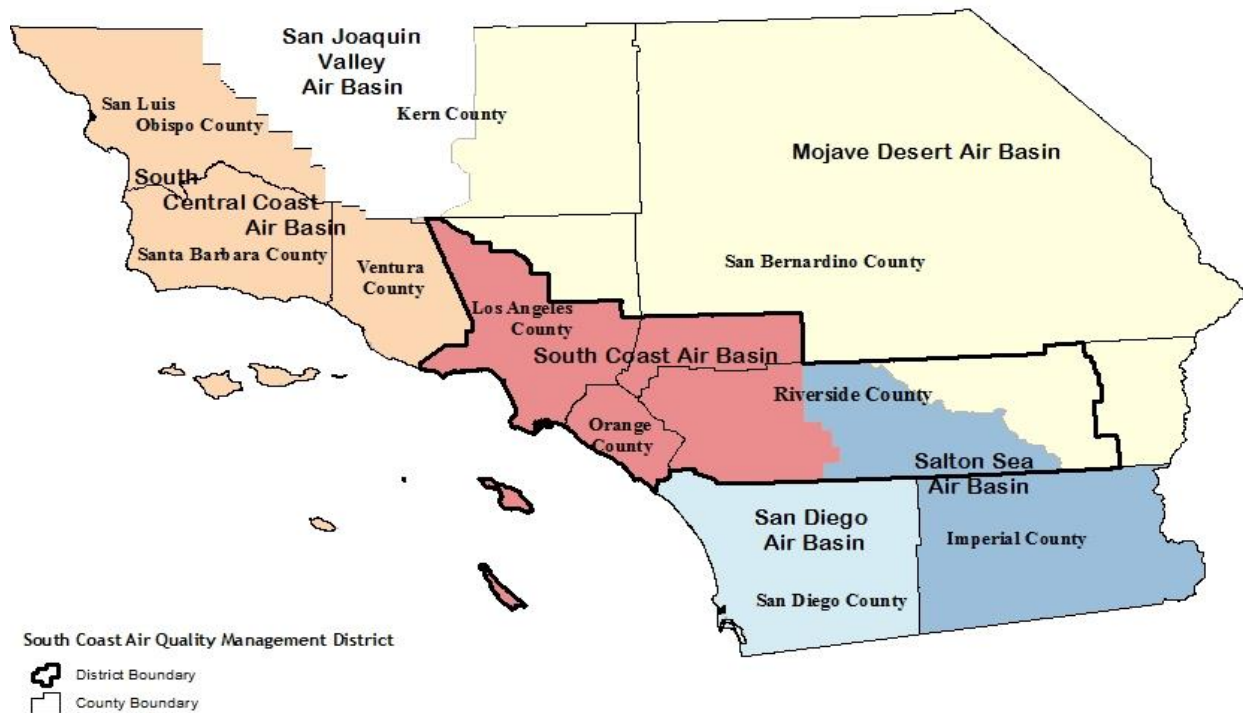 San Joaquin
Valley
Air Basin
Kern County
San Luis
Obispo County
Mojave Desert Air Basin
South
Central Coast
Air Basin
Santa Barbara County
Ventura
County
San Bernardino County
Los Angeles
County
South Coast Air Basin
Riverside County
Orange
County
Salton Sea
Air Basin
San Diego
Air Basin
Imperial County
San Diego County
South Coast Air Quality Management District
District Boundary
County Boundary